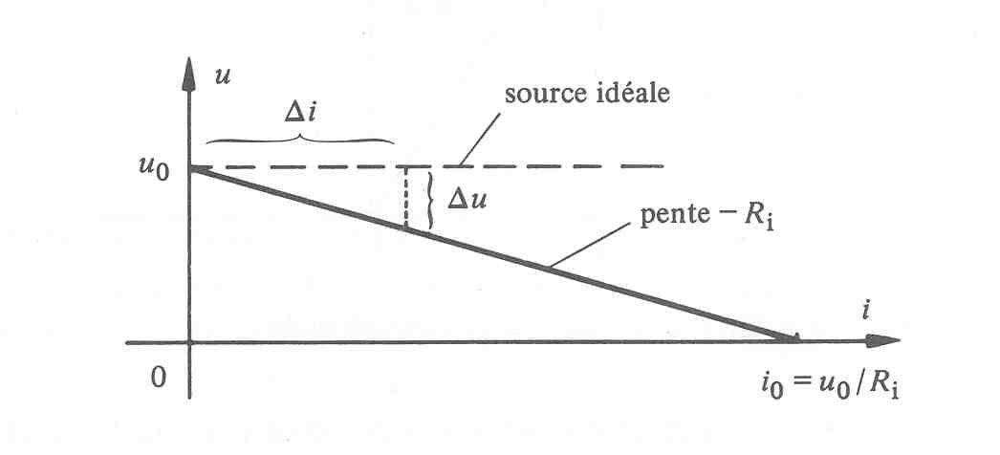 u
source idéale
Δi
u₀
Δu
pente − Rᵢ
i
0
i₀ = u₀/Rᵢ